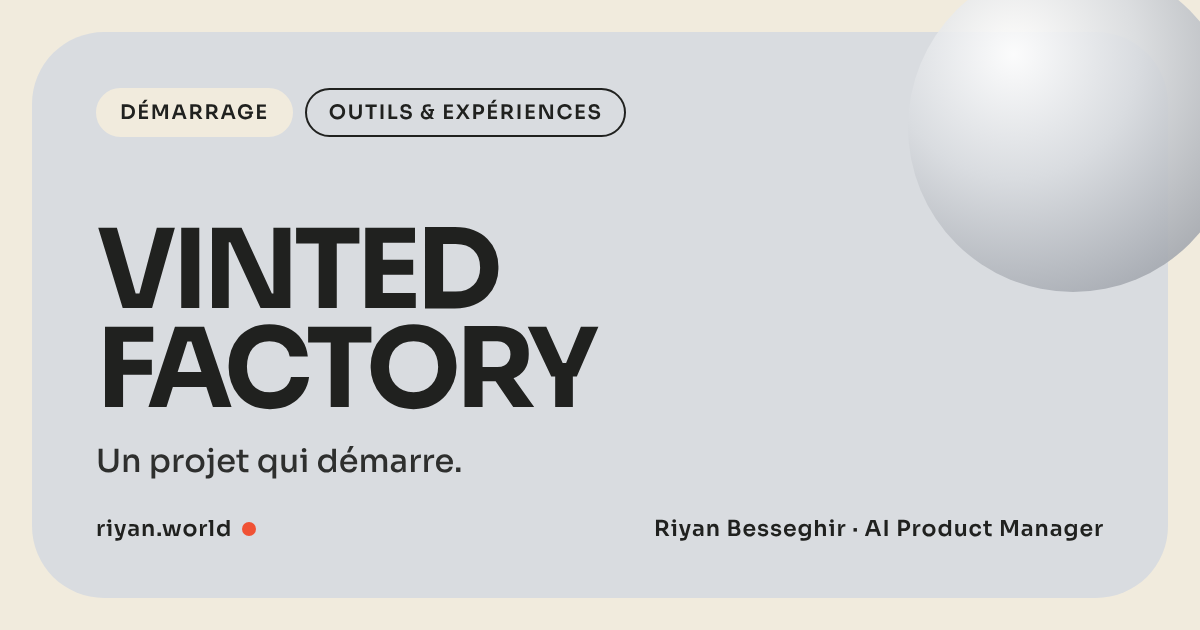 DÉMARRAGE
OUTILS & EXPÉRIENCES
VINTED
FACTORY
Un projet qui démarre.
riyan.world
Riyan Besseghir · AI Product Manager